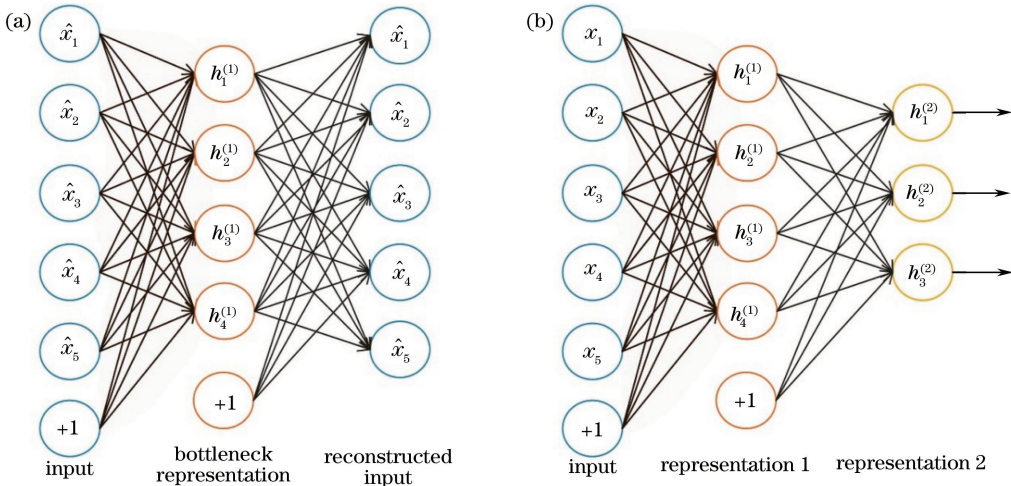 (a)
x̂₁
x̂₂
x̂₃
x̂₄
x̂₅
+1
input
h₁⁽¹⁾
h₂⁽¹⁾
h₃⁽¹⁾
h₄⁽¹⁾
+1
bottleneck
representation
x̂₁
x̂₂
x̂₃
x̂₄
x̂₅
reconstructed
input
(b)
x₁
x₂
x₃
x₄
x₅
+1
input
h₁⁽¹⁾
h₂⁽¹⁾
h₃⁽¹⁾
h₄⁽¹⁾
+1
representation 1
h₁⁽²⁾
h₂⁽²⁾
h₃⁽²⁾
representation 2